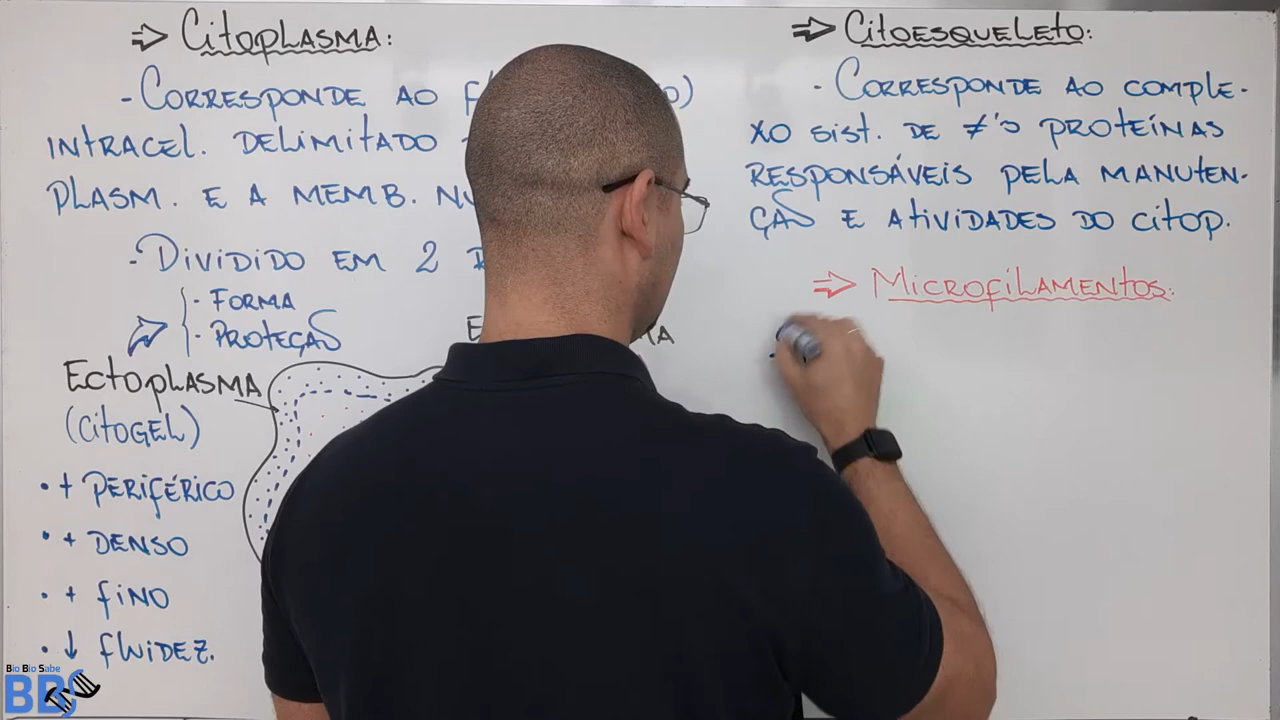 ⇒ CitoPLASMA:
- CORRESPONDE AO
INTRACEL. DELIMITADO
PLASM. E A MEMB.
- DIVIDIDO EM 2
- FORMA
- PROTEÇÃO
ECTOPLASMA
(CITOGEL)
• + PERIFÉRICO
• + DENSO
• + FINO
• ↓ FLUIDEZ.
⇒ CitoESQUELETO:
- CORRESPONDE AO COMPLE-
XO SIST. DE ≠'S PROTEÍNAS
RESPONSÁVEIS PELA MANUTEN-
ÇÃO E ATIVIDADES DO CITOP.
⇒ MICROFILAMENTOS:
Bio Bio Sabe
BBS